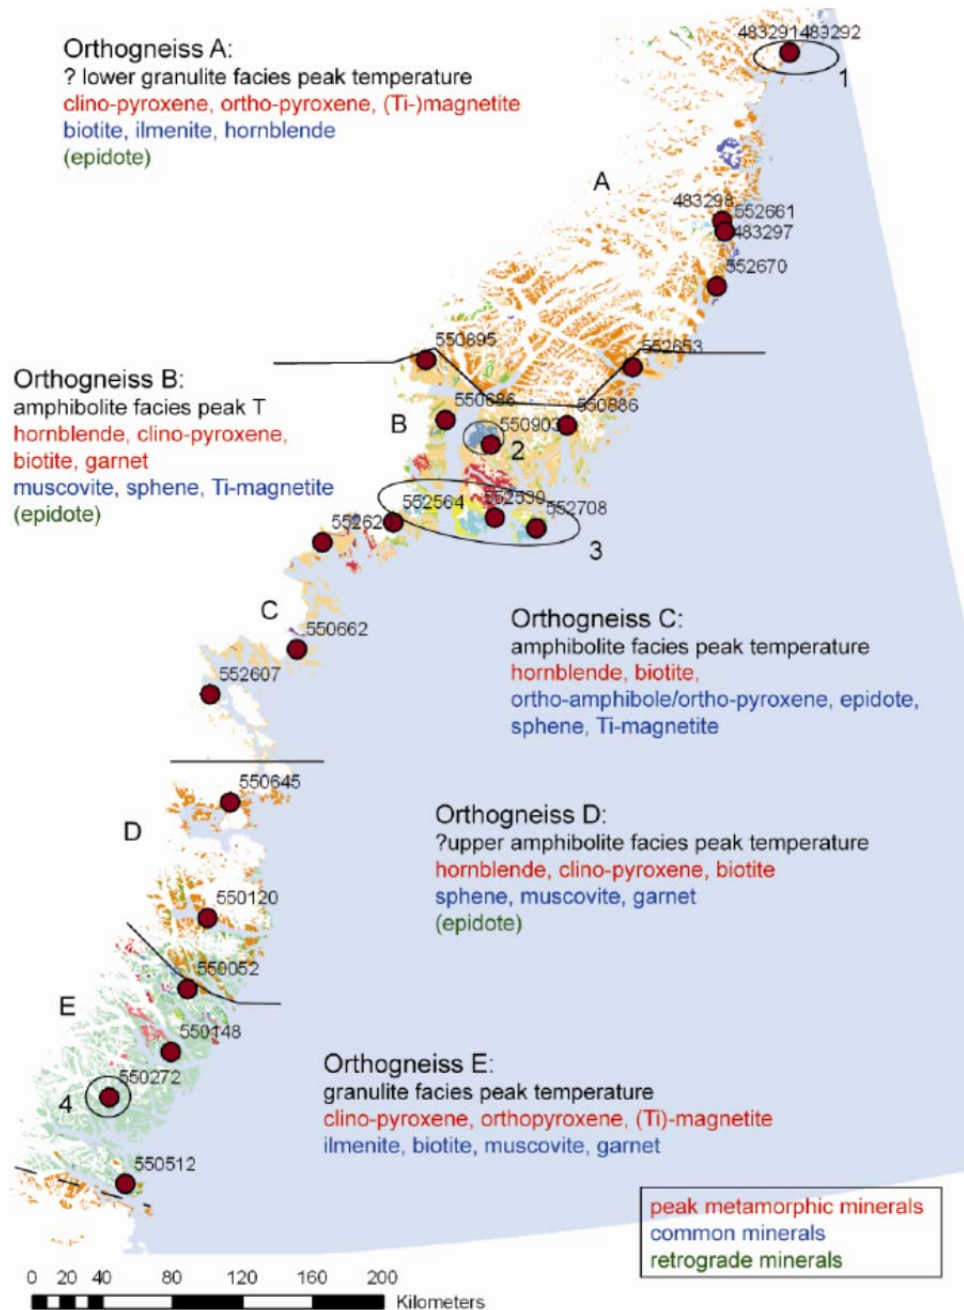 Orthogneiss A:
? lower granulite facies peak temperature
clino-pyroxene, ortho-pyroxene, (Ti-)magnetite
biotite, ilmenite, hornblende
(epidote)
483291483292
1
A
483298
552661
483297
552670
550895
552653
Orthogneiss B:
amphibolite facies peak T
hornblende, clino-pyroxene,
biotite, garnet
muscovite, sphene, Ti-magnetite
(epidote)
550686
550886
B
550903
2
552564
552530
552708
55262
3
C
550662
552607
Orthogneiss C:
amphibolite facies peak temperature
hornblende, biotite,
ortho-amphibole/ortho-pyroxene, epidote,
sphene, Ti-magnetite
550645
D
Orthogneiss D:
?upper amphibolite facies peak temperature
hornblende, clino-pyroxene, biotite
sphene, muscovite, garnet
(epidote)
550120
550052
E
550148
550272
4
Orthogneiss E:
granulite facies peak temperature
clino-pyroxene, orthopyroxene, (Ti)-magnetite
ilmenite, biotite, muscovite, garnet
550512
peak metamorphic minerals
common minerals
retrograde minerals
0 20 40 80 120 160 200
Kilometers